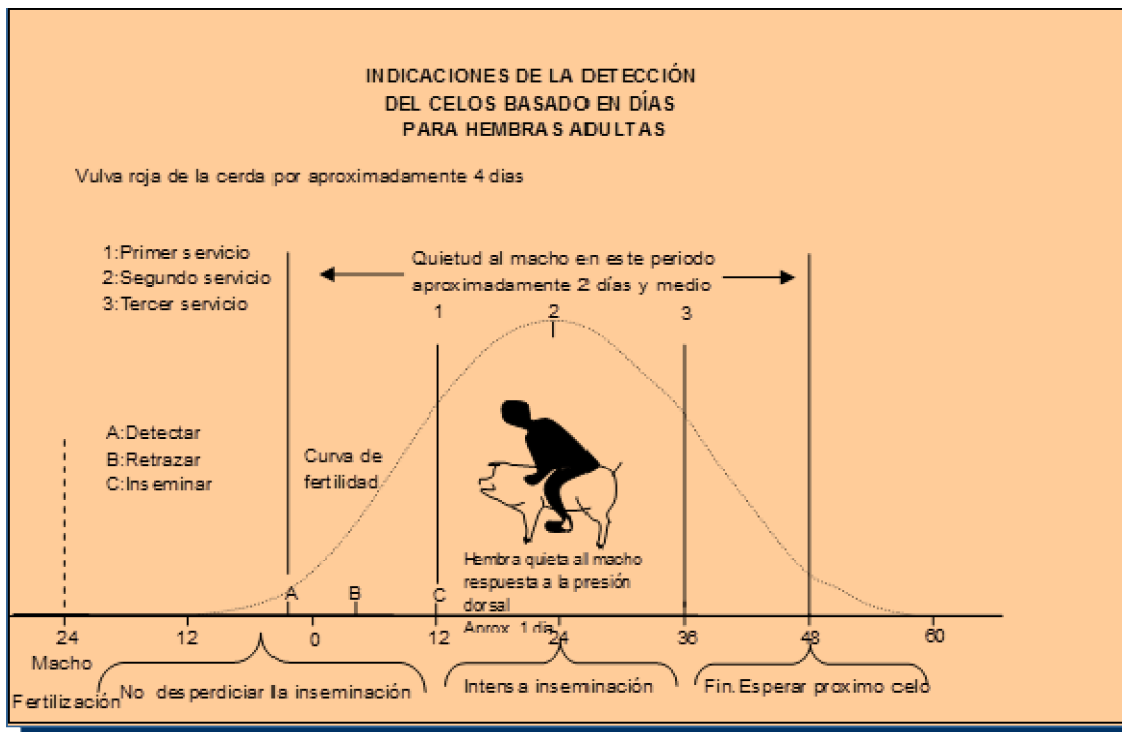 INDICACIONES DE LA DETECCIÓN
DEL CELOS BASADO EN DÍAS
PARA HEMBRAS ADULTAS
Vulva roja de la cerda por aproximadamente 4 dias
1:Primer servicio
2:Segundo servicio
3:Tercer servicio
Quietud al macho en este periodo
aproximadamente 2 días y medio
1 2 3
A:Detectar
B:Retrazar
C:Inseminar
Curva de
fertilidad
Hembra quieta al macho
respuesta a la presión
dorsal
Aprox. 1 dia
A B C
24 12 0 12 24 36 48 60
Macho
Fertilización
No desperdiciar la inseminación
Intensa inseminación
Fin. Esperar proximo celo